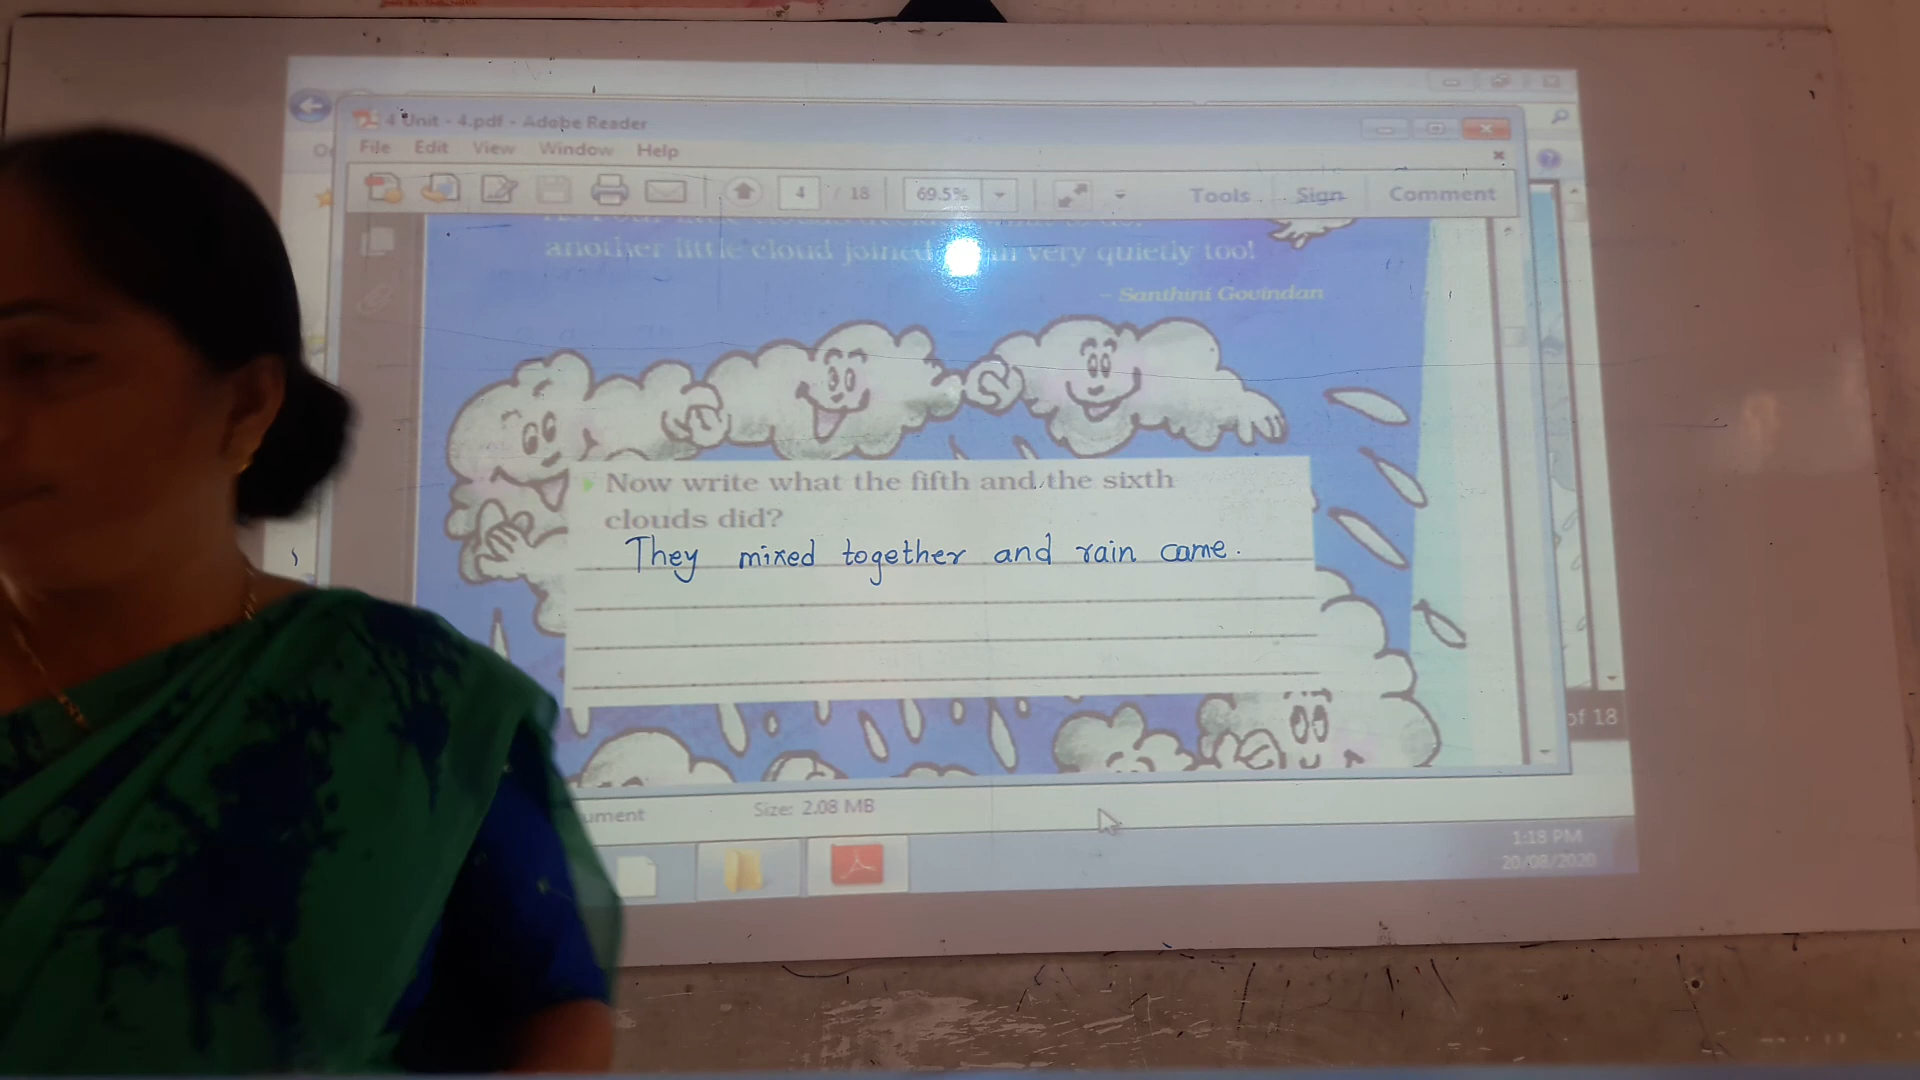 4 Unit - 4.pdf - Adobe Reader
File Edit View Window Help
4 / 18 69.5% Tools Sign Comment
another little cloud joined very quietly too!
– Santhini Govindan
Now write what the fifth and the sixth
clouds did?
They mixed together and rain came.
of 18
ument Size: 2.08 MB
1:18 PM
20/08/2020